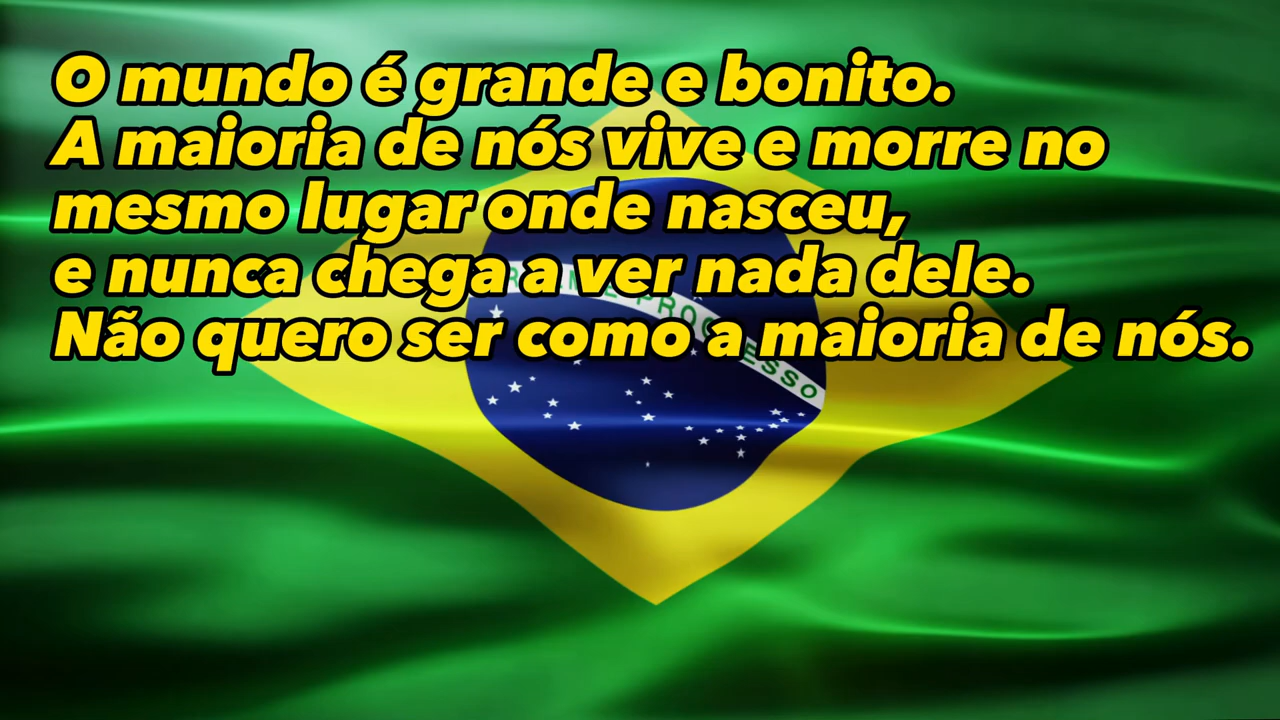 O mundo é grande e bonito.
A maioria de nós vive e morre no
mesmo lugar onde nasceu,
e nunca chega a ver nada dele.
Não quero ser como a maioria de nós.
PROGRESSO